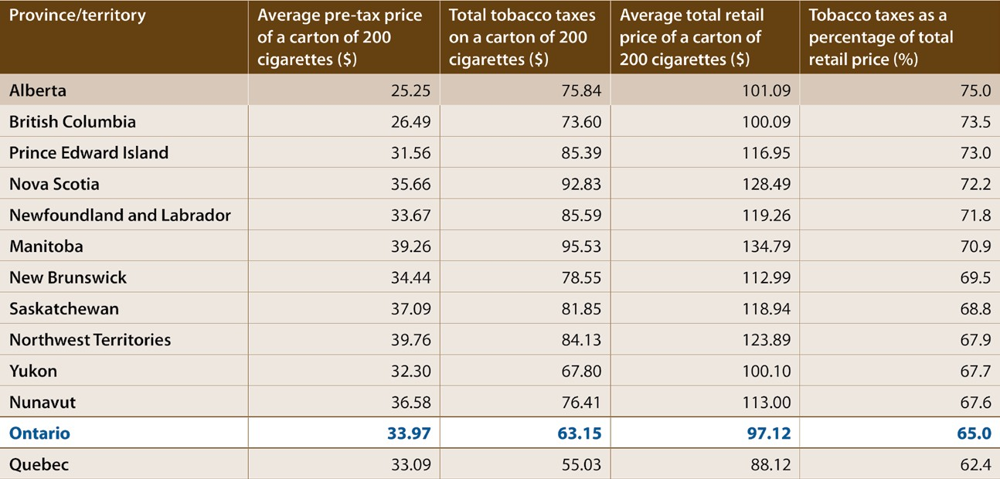 Province/territory Average pre-tax price of a carton of 200 cigarettes ($) Total tobacco taxes on a carton of 200 cigarettes ($) Average total retail price of a carton of 200 cigarettes ($) Tobacco taxes as a percentage of total retail price (%)
Alberta 25.25 75.84 101.09 75.0
British Columbia 26.49 73.60 100.09 73.5
Prince Edward Island 31.56 85.39 116.95 73.0
Nova Scotia 35.66 92.83 128.49 72.2
Newfoundland and Labrador 33.67 85.59 119.26 71.8
Manitoba 39.26 95.53 134.79 70.9
New Brunswick 34.44 78.55 112.99 69.5
Saskatchewan 37.09 81.85 118.94 68.8
Northwest Territories 39.76 84.13 123.89 67.9
Yukon 32.30 67.80 100.10 67.7
Nunavut 36.58 76.41 113.00 67.6
Ontario 33.97 63.15 97.12 65.0
Quebec 33.09 55.03 88.12 62.4